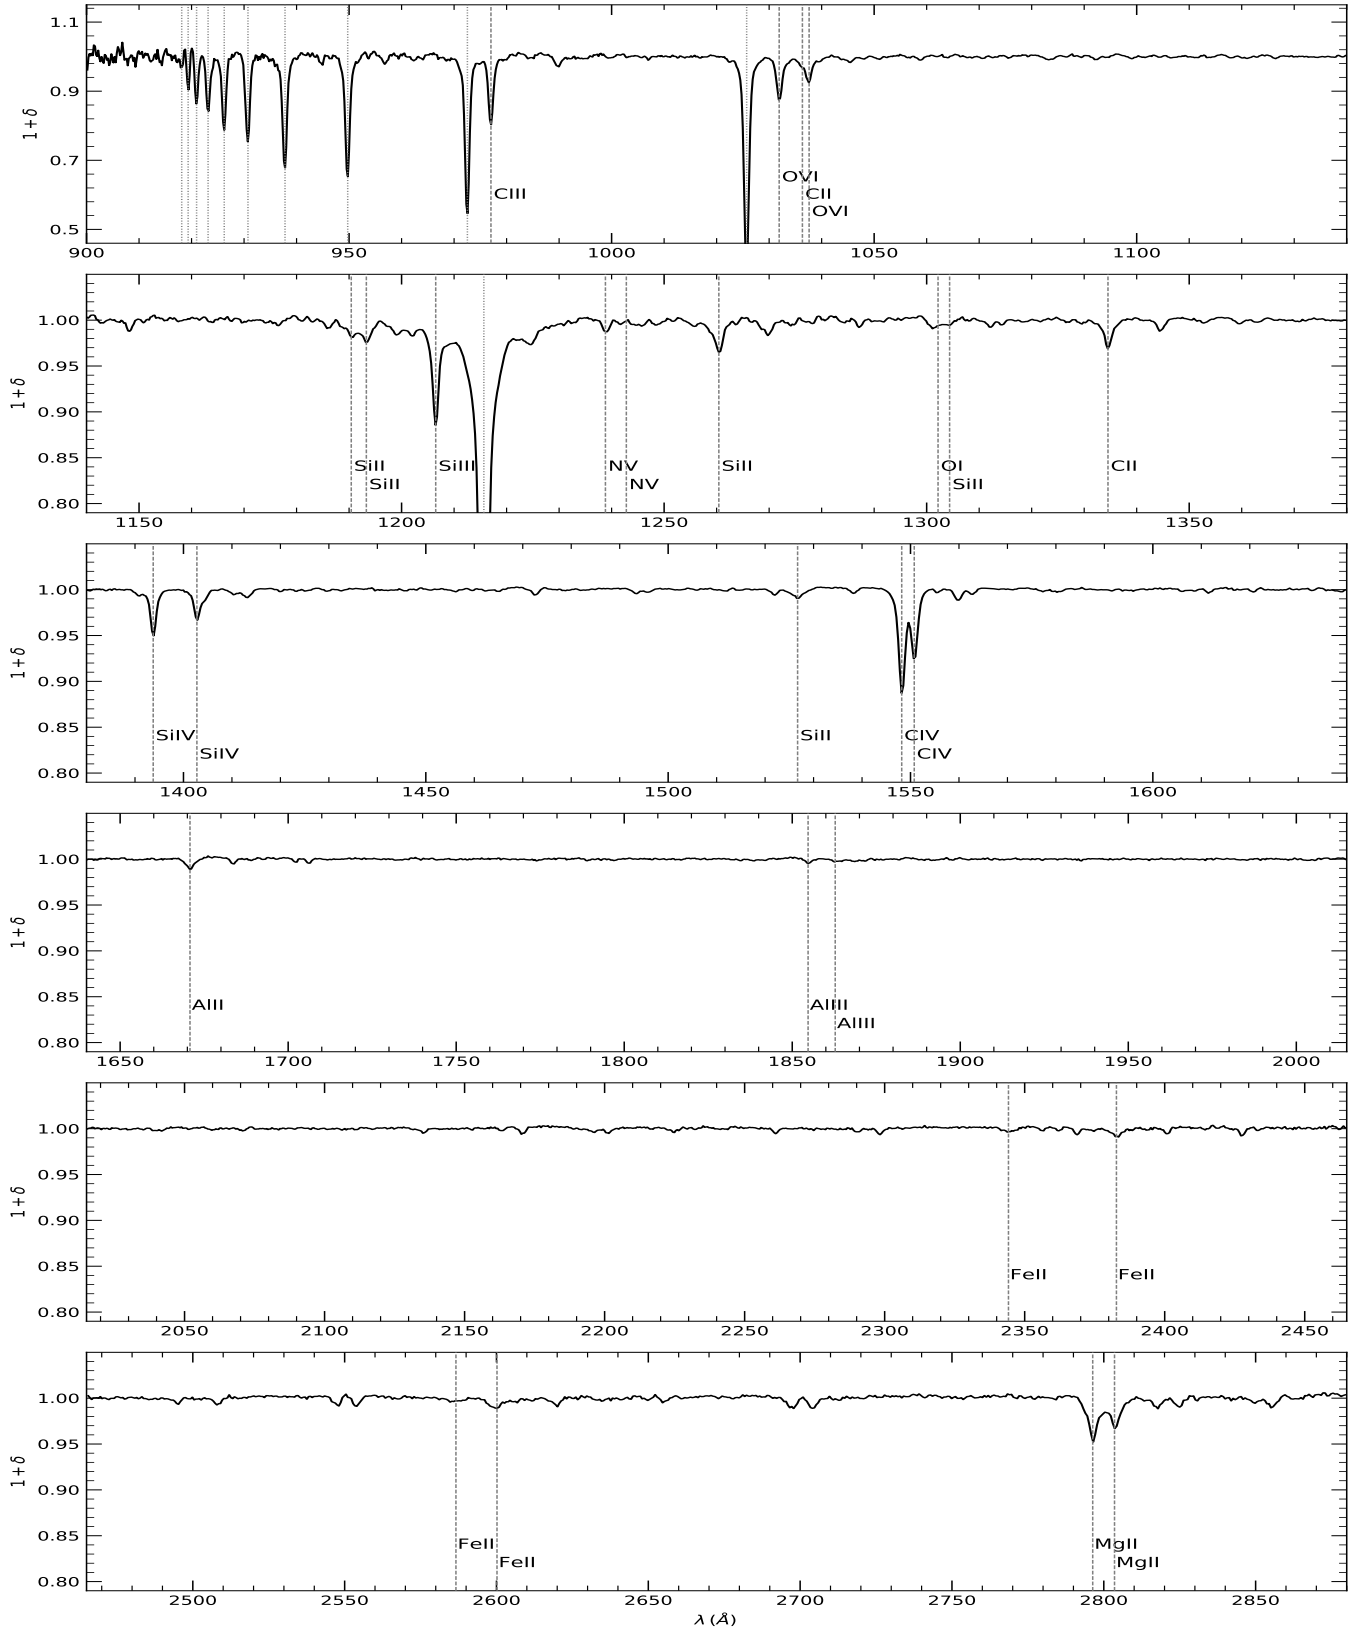 1.1
0.9
0.7
0.5
1+δ
CIII
OVI
CII
OVI
900 950 1000 1050 1100
1.00
0.95
0.90
0.85
0.80
1+δ
SiII
SiII
SiIII
NV
NV
SiII
OI
SiII
CII
1150 1200 1250 1300 1350
1.00
0.95
0.90
0.85
0.80
1+δ
SiIV
SiIV
SiII
CIV
CIV
1400 1450 1500 1550 1600
1.00
0.95
0.90
0.85
0.80
1+δ
AlII
AlIII
AlIII
1650 1700 1750 1800 1850 1900 1950 2000
1.00
0.95
0.90
0.85
0.80
1+δ
FeII
FeII
2050 2100 2150 2200 2250 2300 2350 2400 2450
1.00
0.95
0.90
0.85
0.80
1+δ
FeII
FeII
MgII
MgII
2500 2550 2600 2650 2700 2750 2800 2850
λ (Å)